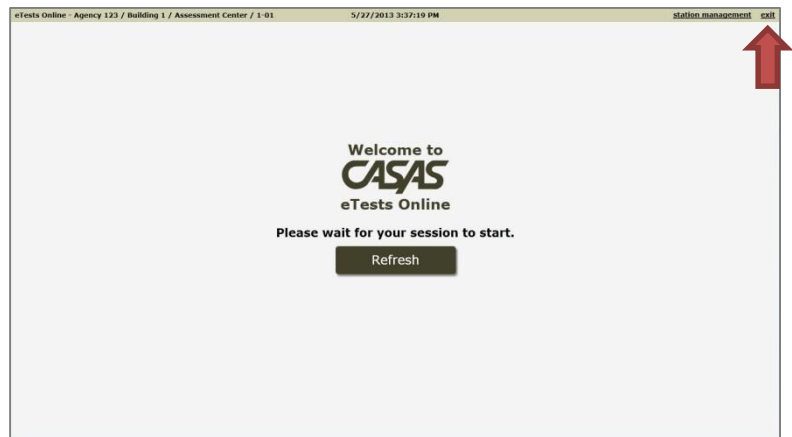 eTests Online - Agency 123 / Building 1 / Assessment Center / 1-01 5/27/2013 3:37:19 PM station management exit
Welcome to
CASAS
eTests Online
Please wait for your session to start.
Refresh